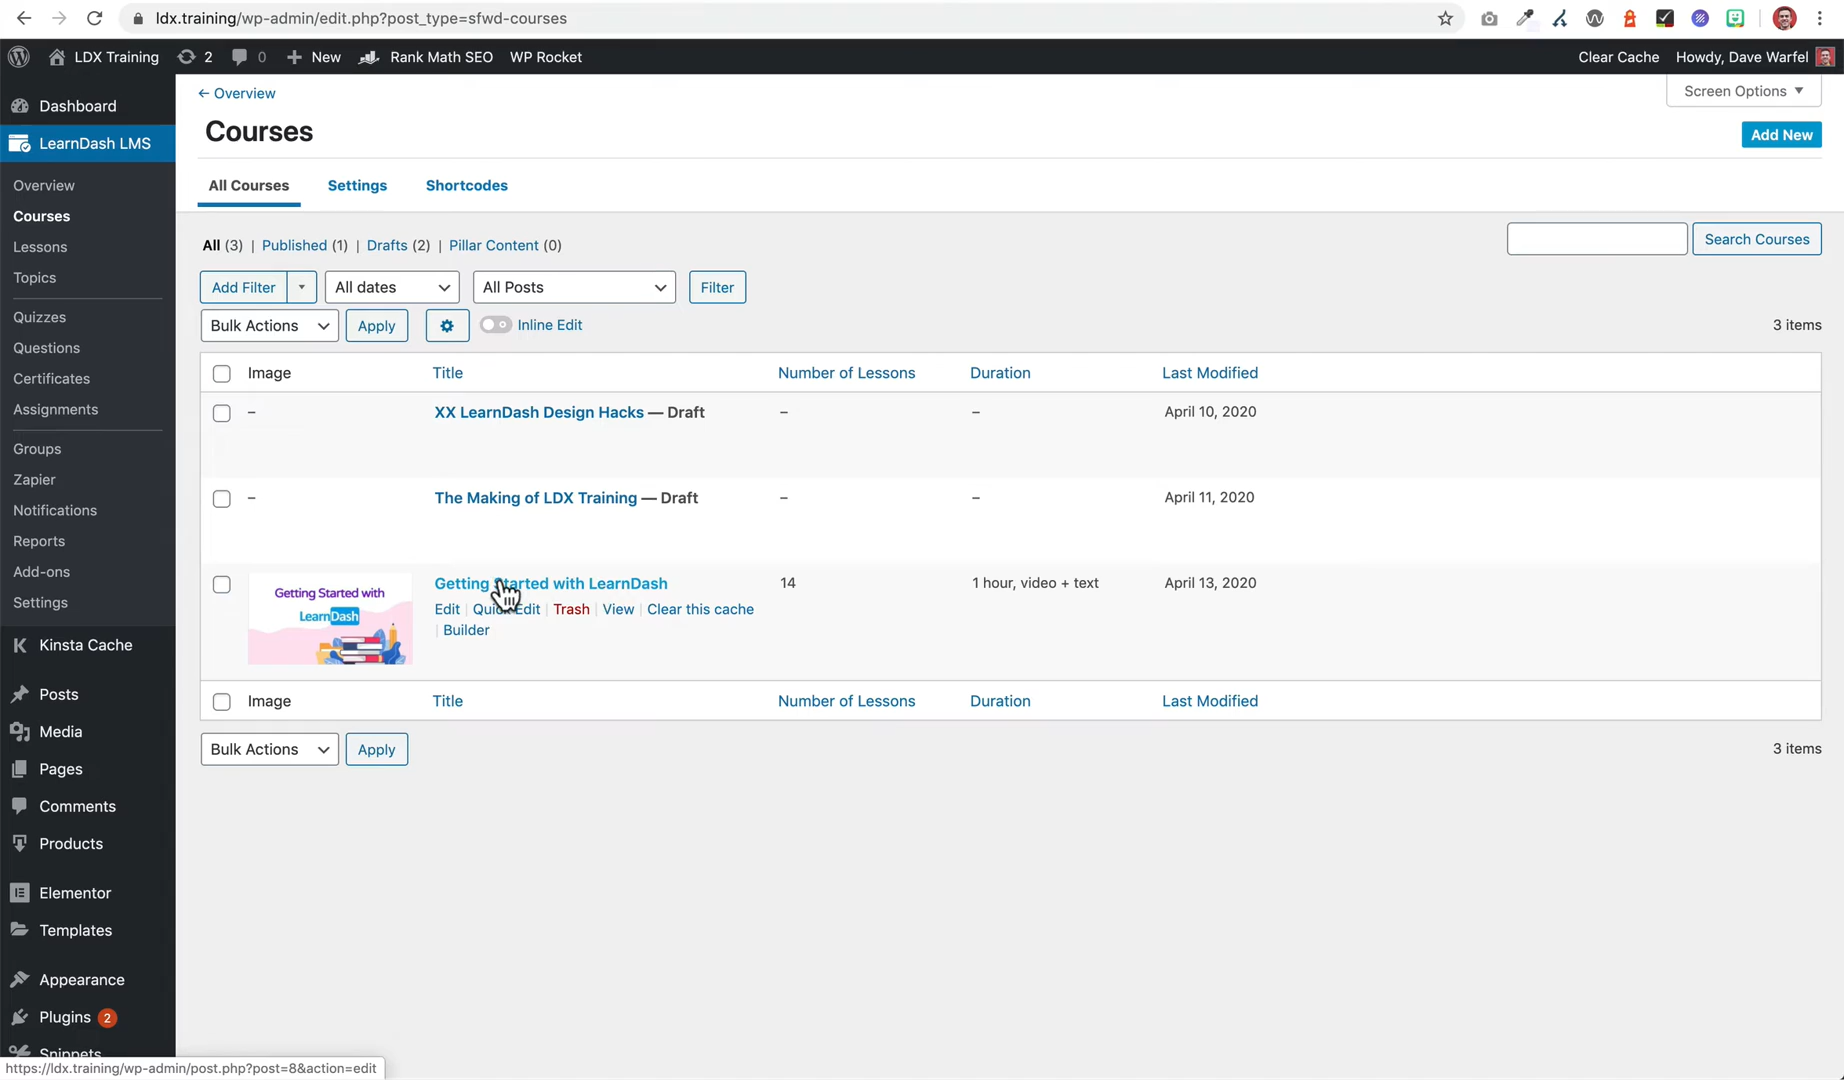 ldx.training/wp-admin/edit.php?post_type=sfwd-courses
LDX Training 2 0 New Rank Math SEO WP Rocket Clear Cache Howdy, Dave Warfel
Dashboard
LearnDash LMS
Overview
Courses
Lessons
Topics
Quizzes
Questions
Certificates
Assignments
Groups
Zapier
Notifications
Reports
Add-ons
Settings
Kinsta Cache
Posts
Media
Pages
Comments
Products
Elementor
Templates
Appearance
Plugins 2
Snippets
← Overview
Screen Options
Courses
Add New
All Courses Settings Shortcodes
All (3) | Published (1) | Drafts (2) | Pillar Content (0)
Search Courses
Add Filter All dates All Posts Filter
Bulk Actions Apply Inline Edit 3 items
Image Title Number of Lessons Duration Last Modified
– XX LearnDash Design Hacks — Draft – – April 10, 2020
– The Making of LDX Training — Draft – – April 11, 2020
Getting Started with LearnDash 14 1 hour, video + text April 13, 2020
Getting Started with
LearnDash
Edit | Quick Edit | Trash | View | Clear this cache
| Builder
Image Title Number of Lessons Duration Last Modified
Bulk Actions Apply 3 items
https://ldx.training/wp-admin/post.php?post=8&action=edit